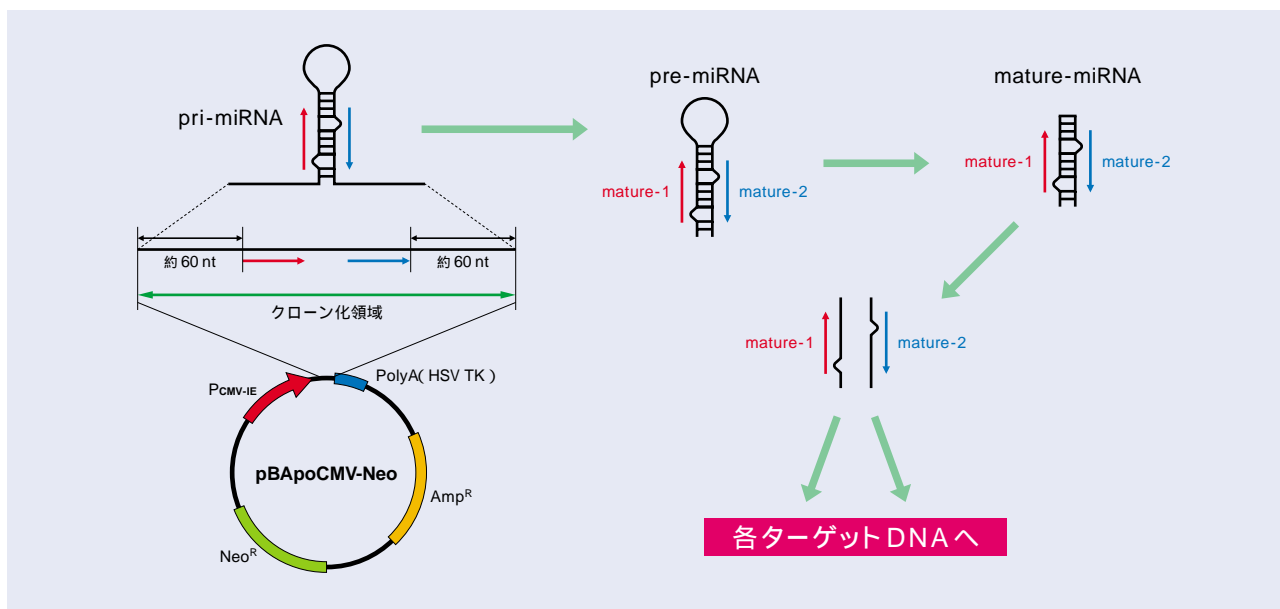 pri-miRNA
pre-miRNA
mature-miRNA
mature-1
mature-2
mature-1
mature-2
約 60 nt
約 60 nt
クローン化領域
mature-1
mature-2
PCMV-IE
PolyA( HSV TK )
pBApoCMV-Neo
AmpR
NeoR
各ターゲット DNAへ